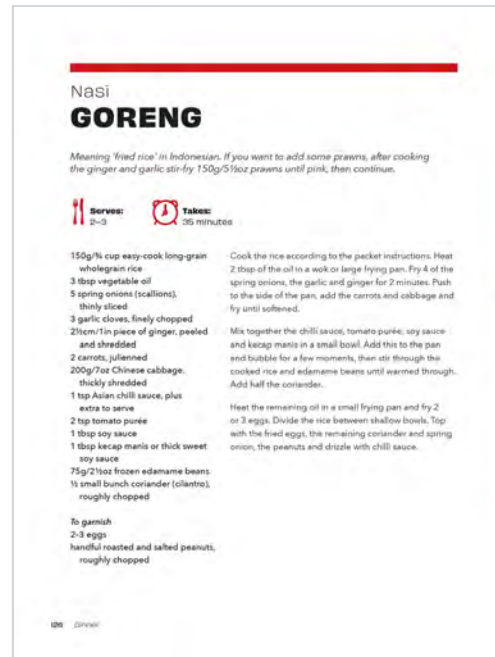 Nasi
GORENG
Meaning 'fried rice' in Indonesian. If you want to add some prawns, after cooking
the ginger and garlic stir-fry 150g/5½oz prawns until pink, then continue.
Serves:
2–3
Takes:
35 minutes
150g/¾ cup easy-cook long-grain
wholegrain rice
3 tbsp vegetable oil
5 spring onions (scallions),
thinly sliced
3 garlic cloves, finely chopped
2½cm/1in piece of ginger, peeled
and shredded
2 carrots, julienned
200g/7oz Chinese cabbage,
thickly shredded
1 tsp Asian chilli sauce, plus
extra to serve
2 tsp tomato purée
1 tbsp soy sauce
1 tbsp kecap manis or thick sweet
soy sauce
75g/2½oz frozen edamame beans
½ small bunch coriander (cilantro),
roughly chopped
To garnish
2–3 eggs
handful roasted and salted peanuts,
roughly chopped
Cook the rice according to the packet instructions. Heat
2 tbsp of the oil in a wok or large frying pan. Fry 4 of the
spring onions, the garlic and ginger for 2 minutes. Push
to the side of the pan, add the carrots and cabbage and
fry until softened.
Mix together the chilli sauce, tomato purée, soy sauce
and kecap manis in a small bowl. Add this to the pan
and bubble for a few moments, then stir through the
cooked rice and edamame beans until warmed through.
Add half the coriander.
Heat the remaining oil in a small frying pan and fry 2
or 3 eggs. Divide the rice between shallow bowls. Top
with the fried eggs, the remaining coriander and spring
onion, the peanuts and drizzle with chilli sauce.
126 Dinner